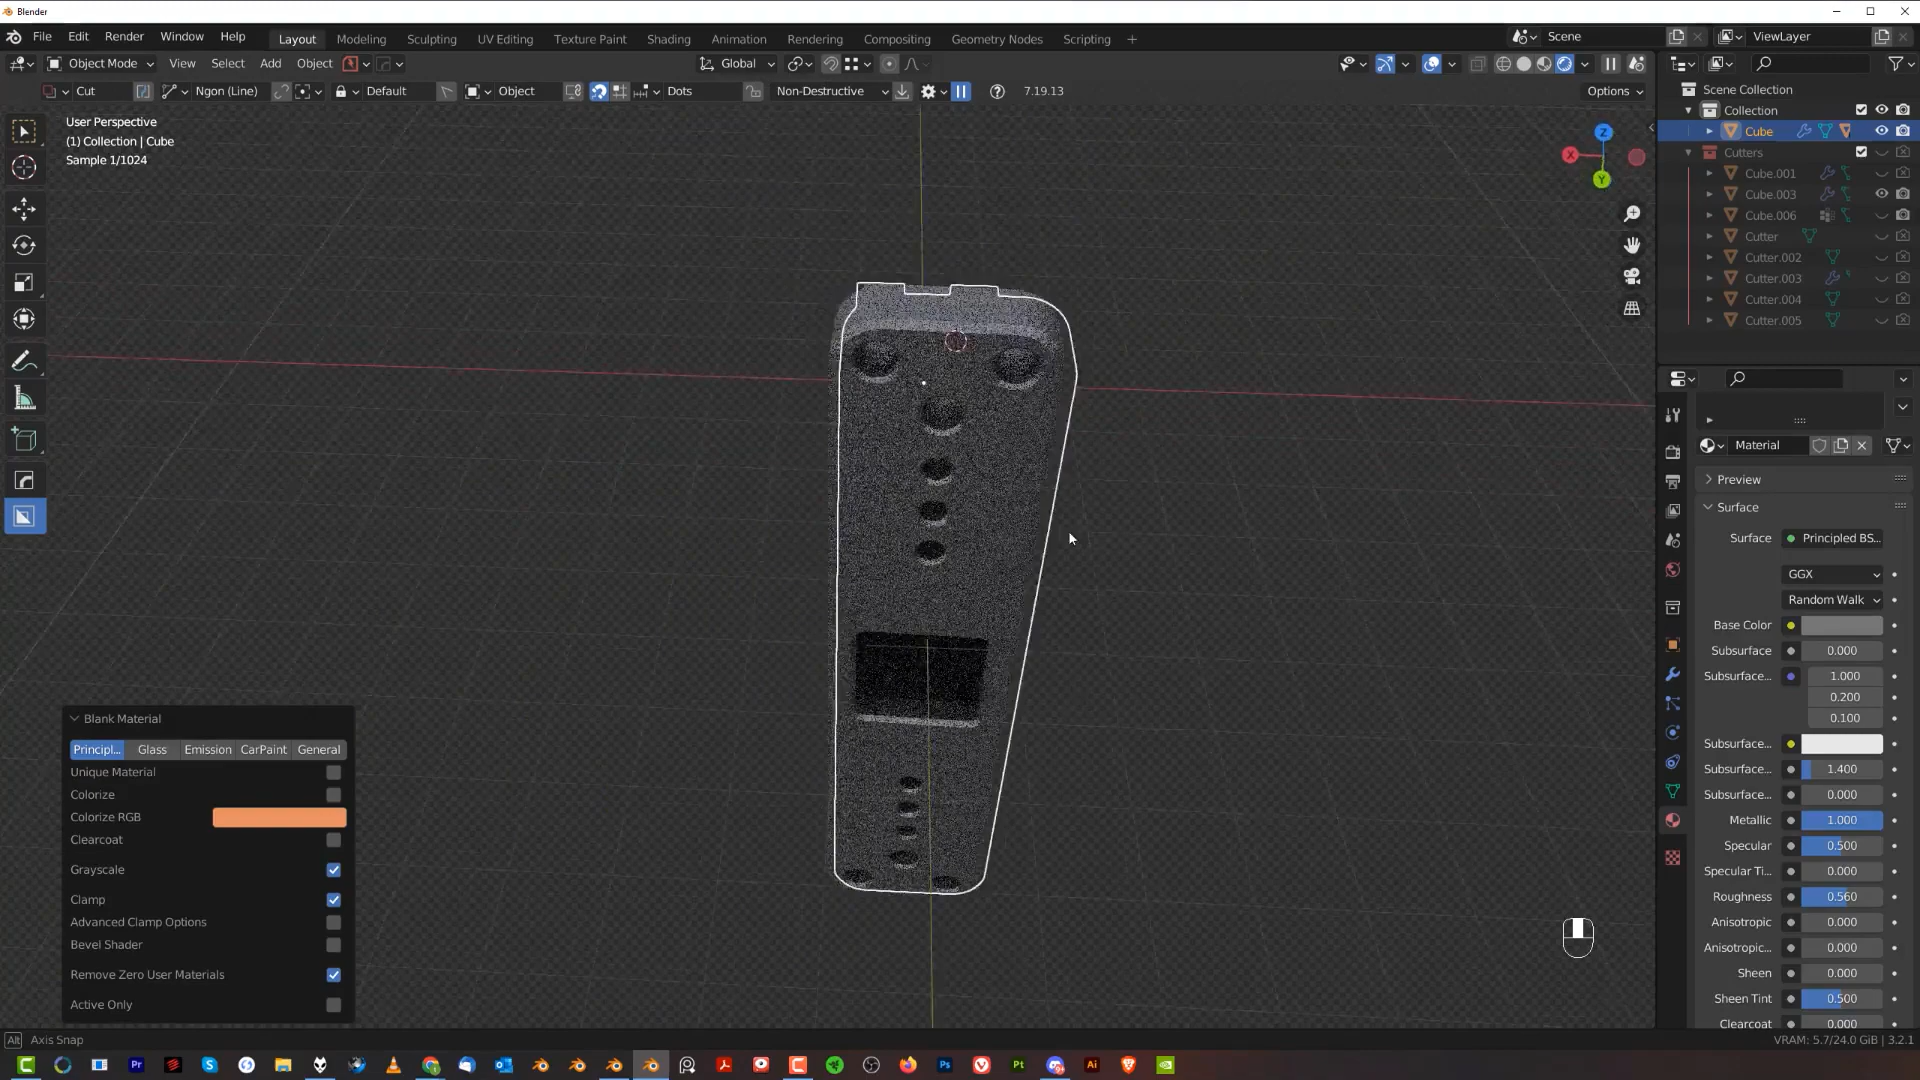 Blender
File Edit Render Window Help Layout Modeling Sculpting UV Editing Texture Paint Shading Animation Rendering Compositing Geometry Nodes Scripting + Scene ViewLayer
Object Mode View Select Add Object Global
Cut Ngon (Line) Default Object Dots Non-Destructive 7.19.13 Options
User Perspective
(1) Collection | Cube
Sample 1/1024
Z
X
Y
Scene Collection
Collection
Cube
Cutters
Cube.001
Cube.003
Cube.006
Cutter
Cutter.002
Cutter.003
Cutter.004
Cutter.005
Material
Preview
Surface
Surface Principled BS...
GGX
Random Walk
Base Color
Subsurface 0.000
Subsurface... 1.000
0.200
0.100
Subsurface...
Subsurface... 1.400
Subsurface... 0.000
Metallic 1.000
Specular 0.500
Specular Ti... 0.000
Roughness 0.560
Anisotropic 0.000
Anisotropic... 0.000
Sheen 0.000
Sheen Tint 0.500
Clearcoat 0.000
Blank Material
Principl... Glass Emission CarPaint General
Unique Material
Colorize
Colorize RGB
Clearcoat
Grayscale
Clamp
Advanced Clamp Options
Bevel Shader
Remove Zero User Materials
Active Only
Alt Axis Snap
VRAM: 5.7/24.0 GiB | 3.2.1
Pr S Ps Pt Ai